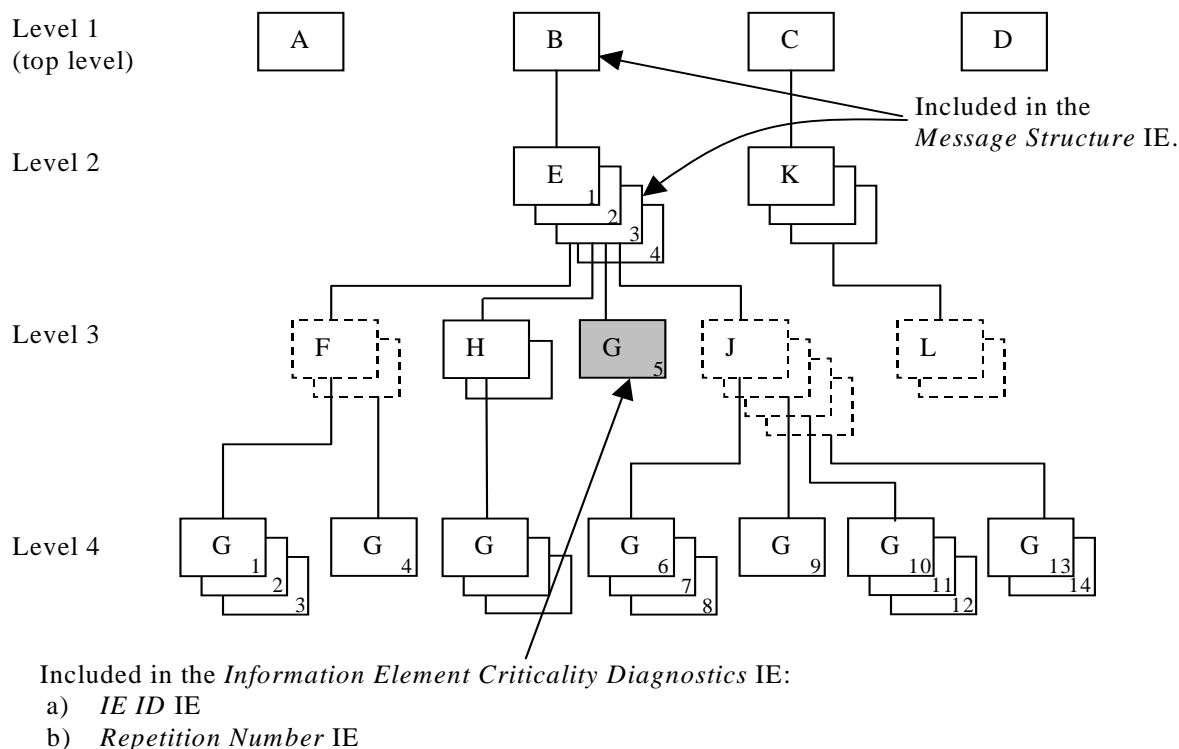 Level 1
(top level)
A
B
C
D
Included in the
Message Structure IE.
Level 2
E
1
2
3
4
K
Level 3
F
H
G
5
J
L
Level 4
G
1
2
3
G
4
G
G
6
7
8
G
9
G
10
11
12
G
13
14
Included in the Information Element Criticality Diagnostics IE:
a) IE ID IE
b) Repetition Number IE